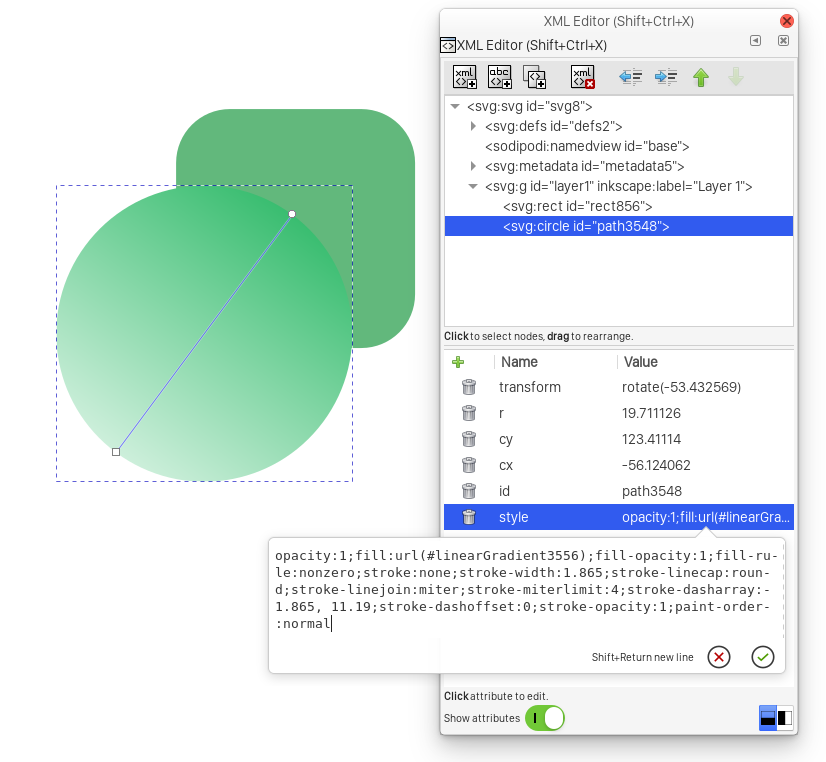 XML Editor (Shift+Ctrl+X)
XML Editor (Shift+Ctrl+X)
<svg:svg id="svg8">
<svg:defs id="defs2">
<sodipodi:namedview id="base">
<svg:metadata id="metadata5">
<svg:g id="layer1" inkscape:label="Layer 1">
<svg:rect id="rect856">
<svg:circle id="path3548">
Click to select nodes, drag to rearrange.
Name Value
transform rotate(-53.432569)
r 19.711126
cy 123.41114
cx -56.124062
id path3548
style opacity:1;fill:url(#linearGra...
opacity:1;fill:url(#linearGradient3556);fill-opacity:1;fill-ru-
le:nonzero;stroke:none;stroke-width:1.865;stroke-linecap:roun-
d;stroke-linejoin:miter;stroke-miterlimit:4;stroke-dasharray:-
1.865, 11.19;stroke-dashoffset:0;stroke-opacity:1;paint-order-
:normal
Shift+Return new line
Click attribute to edit.
Show attributes